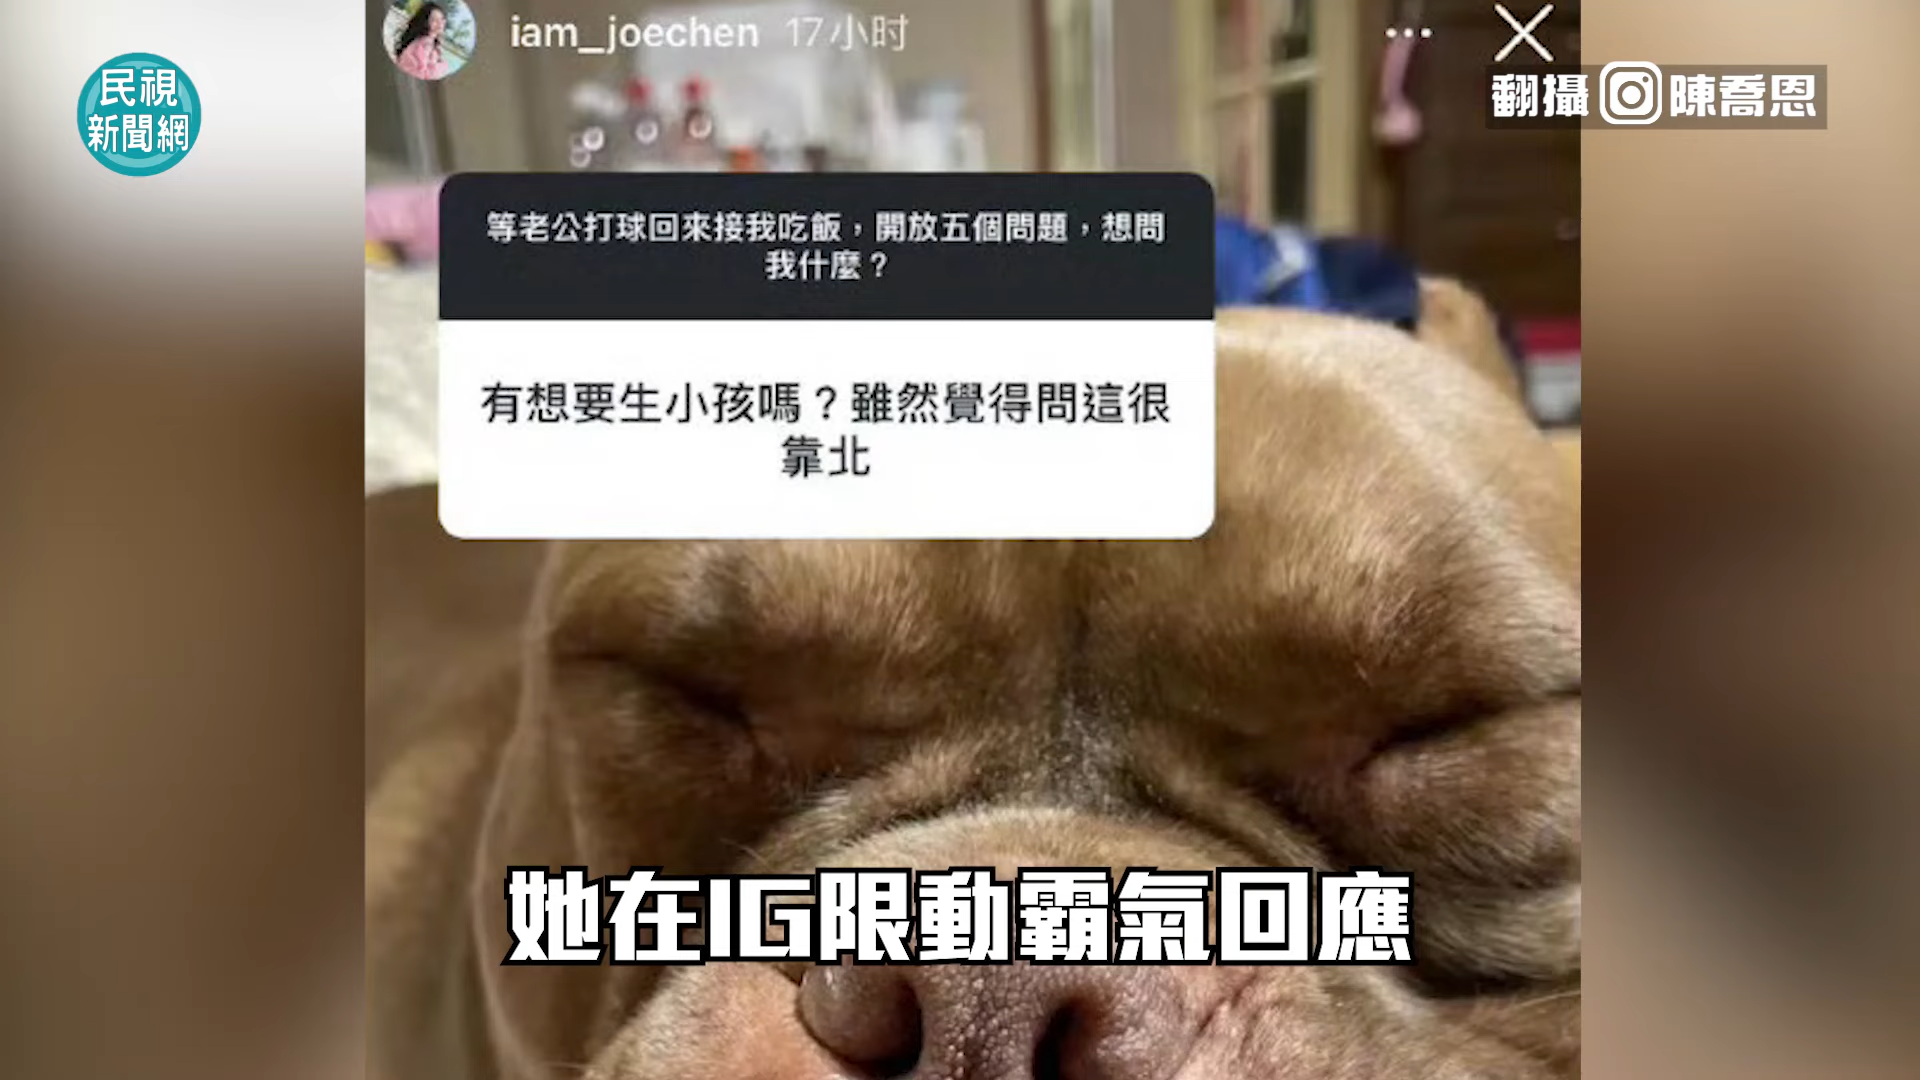 iam_joechen 17小时
民視
新聞網
翻攝 陳喬恩
等老公打球回來接我吃飯，開放五個問題，想問
我什麼？
有想要生小孩嗎？雖然覺得問這很
靠北
她在IG限動霸氣回應